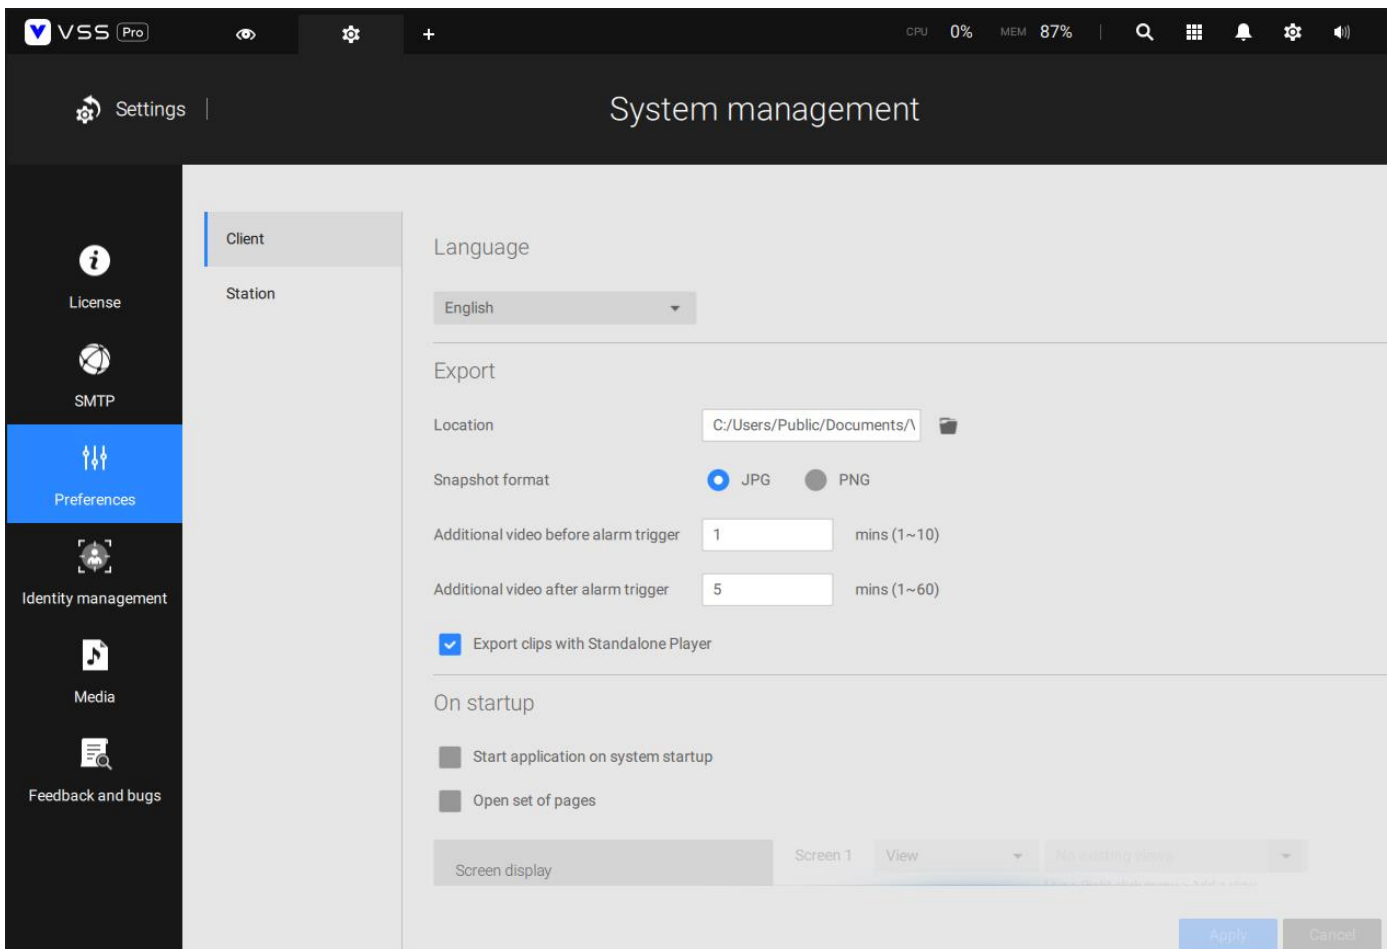 VSS Pro
CPU 0% MEM 87%
Settings
System management
License
SMTP
Preferences
Identity management
Media
Feedback and bugs
Client
Station
Language
English
Export
Location C:/Users/Public/Documents/
Snapshot format JPG PNG
Additional video before alarm trigger 1 mins (1~10)
Additional video after alarm trigger 5 mins (1~60)
Export clips with Standalone Player
On startup
Start application on system startup
Open set of pages
Screen display
Screen 1 View No existing views
Apply Cancel